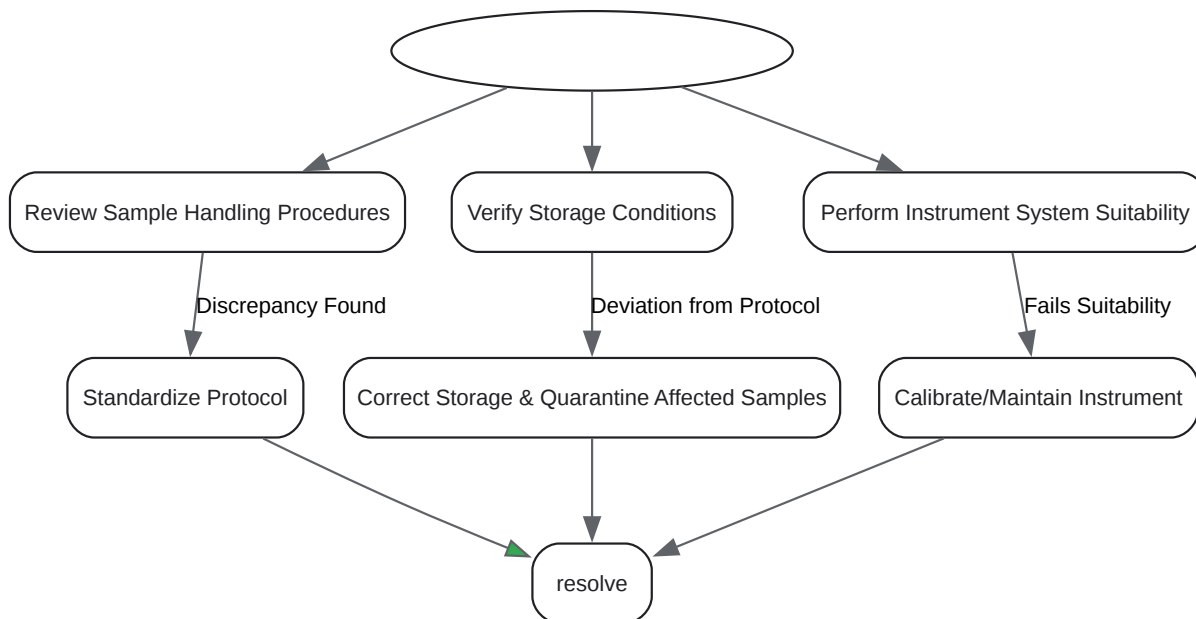 Review Sample Handling Procedures
Verify Storage Conditions
Perform Instrument System Suitability
Discrepancy Found
Deviation from Protocol
Fails Suitability
Standardize Protocol
Correct Storage & Quarantine Affected Samples
Calibrate/Maintain Instrument
resolve